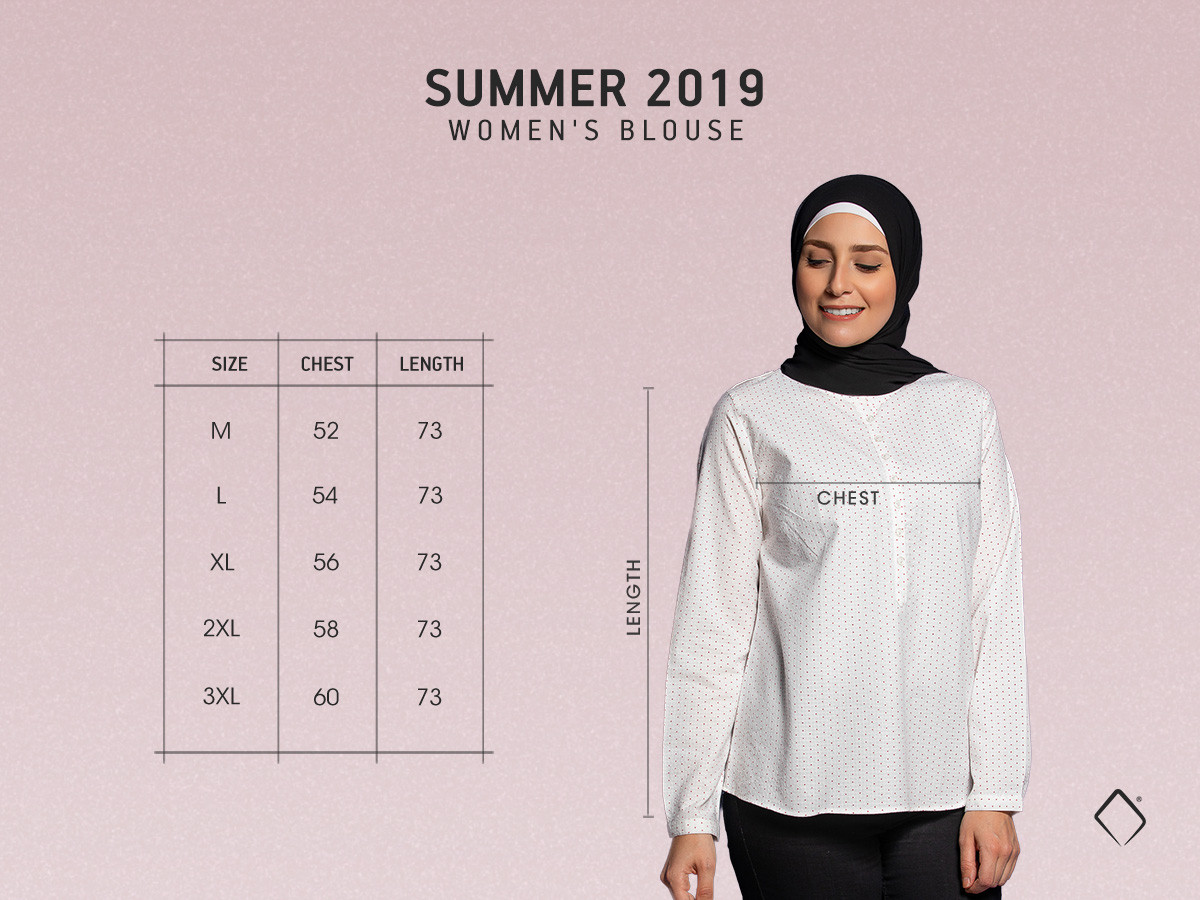 SUMMER 2019
WOMEN'S BLOUSE
SIZE CHEST LENGTH
M 52 73
L 54 73
XL 56 73
2XL 58 73
3XL 60 73
LENGTH
CHEST
®